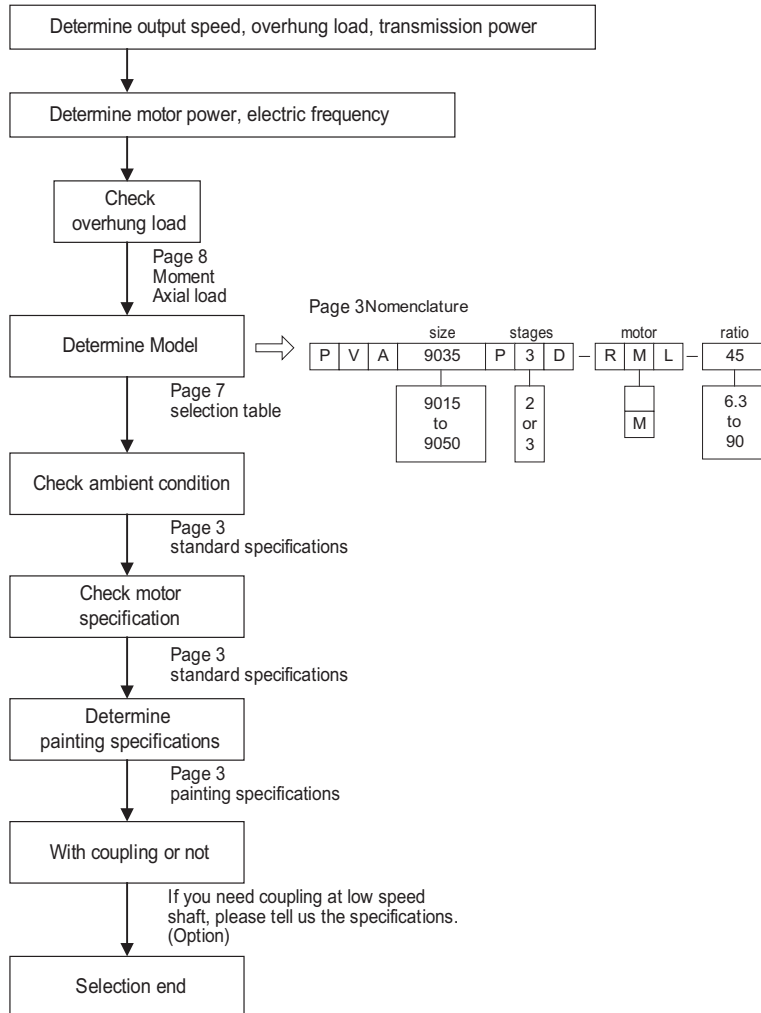 Determine output speed, overhung load, transmission power
Determine motor power, electric frequency
Check
overhung load
Page 8
Moment
Axial load
Determine Model
Page 3 Nomenclature
size stages motor ratio
P V A 9035 P 3 D – R M L – 45
9015
to
9050
2
or
3
M
6.3
to
90
Page 7
selection table
Check ambient condition
Page 3
standard specifications
Check motor
specification
Page 3
standard specifications
Determine
painting specifications
Page 3
painting specifications
With coupling or not
If you need coupling at low speed
shaft, please tell us the specifications.
(Option)
Selection end